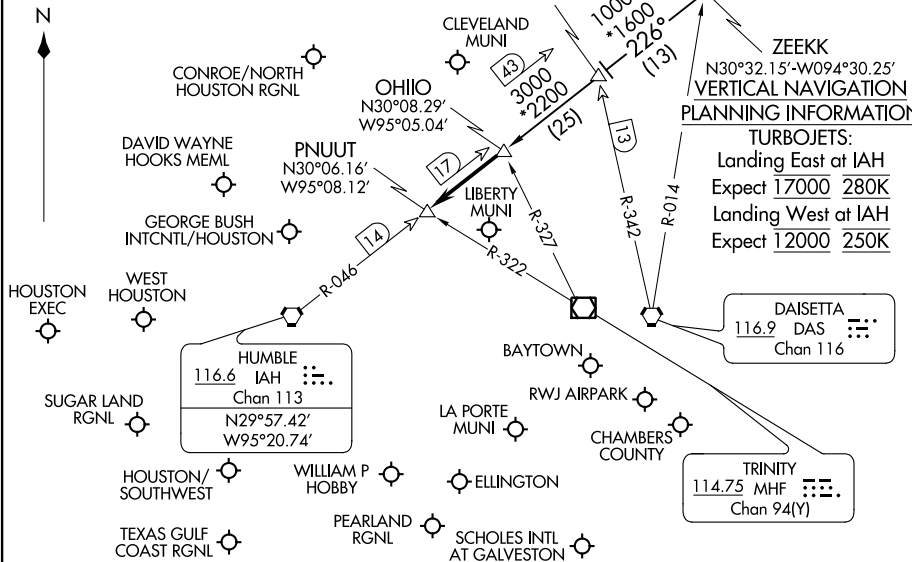 N
CLEVELAND
MUNI
1000
*1600
226°
(13)
ZEEKK
N30°32.15'-W094°30.25'
VERTICAL NAVIGATION
PLANNING INFORMATION
TURBOJETS:
Landing East at IAH
Expect 17000 280K
Landing West at IAH
Expect 12000 250K
CONROE/NORTH
HOUSTON RGNL
43
3000
*2200
(25)
OHIIO
N30°08.29'
W95°05.04'
13
DAVID WAYNE
HOOKS MEML
PNUUT
N30°06.16'
W95°08.12'
17
LIBERTY
MUNI
R-327
R-342
R-014
GEORGE BUSH
INTCNTL/HOUSTON
14
R-046
R-322
HOUSTON
EXEC
WEST
HOUSTON
HUMBLE
116.6 IAH
Chan 113
N29°57.42'
W95°20.74'
DAISETTA
116.9 DAS
Chan 116
BAYTOWN
RWJ AIRPARK
SUGAR LAND
RGNL
LA PORTE
MUNI
CHAMBERS
COUNTY
HOUSTON/
SOUTHWEST
WILLIAM P
HOBBY
ELLINGTON
TRINITY
114.75 MHF
Chan 94(Y)
TEXAS GULF
COAST RGNL
PEARLAND
RGNL
SCHOLES INTL
AT GALVESTON